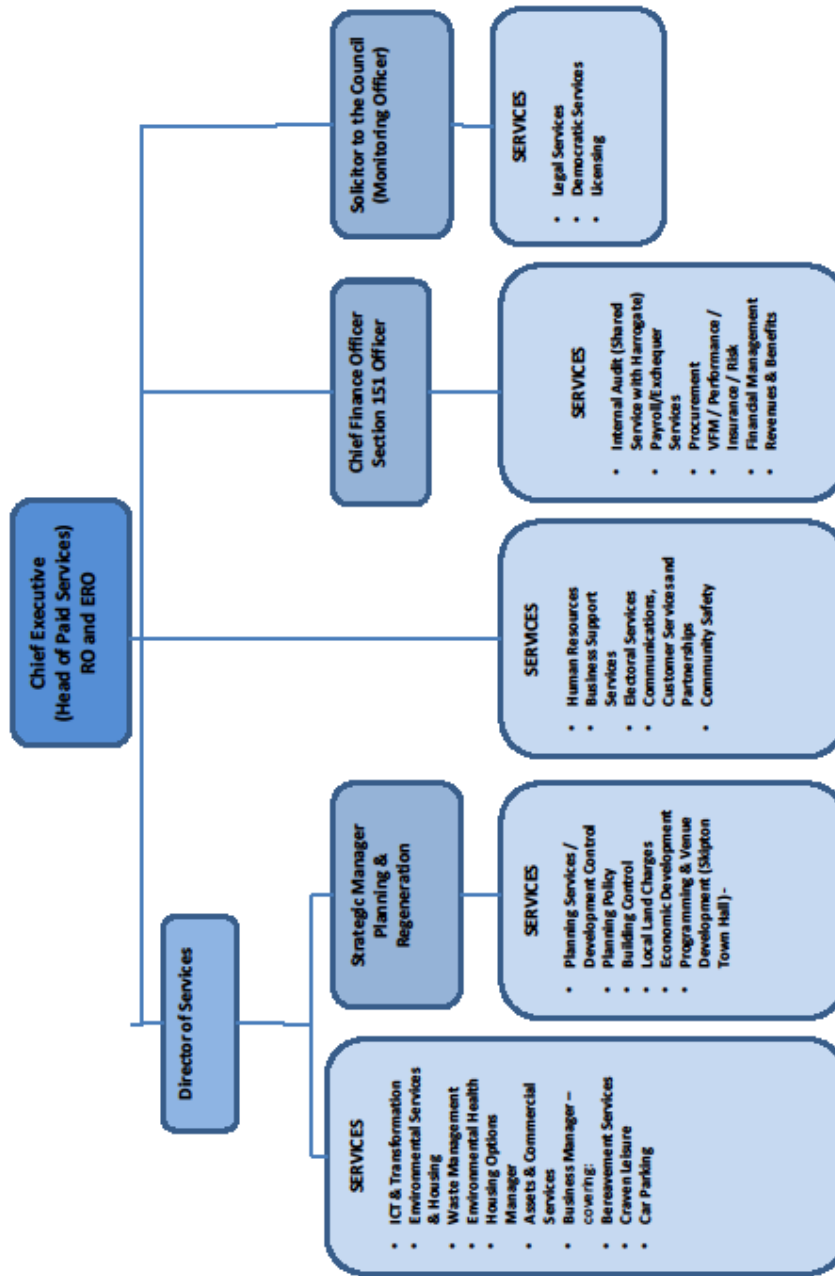 Chief Executive
(Head of Paid Services)
RO and ERO
Director of Services
Strategic Manager
Planning &
Regeneration
Chief Finance Officer
Section 151 Officer
Solicitor to the Council
(Monitoring Officer)
SERVICES
• ICT & Transformation
• Environmental Services
& Housing
• Waste Management
• Environmental Health
• Housing Options
Manager
• Assets & Commercial
Services
• Business Manager –
covering:
• Bereavement Services
• Craven Leisure
• Car Parking
SERVICES
• Planning Services /
Development Control
• Planning Policy
• Building Control
• Local Land Charges
• Economic Development
• Programming & Venue
Development (Skipton
Town Hall) -
SERVICES
• Human Resources
• Business Support
Services
• Electoral Services
• Communications,
Customer Services and
Partnerships
• Community Safety
SERVICES
• Internal Audit (Shared
Service with Harrogate)
• Payroll/Exchequer
Services
• Procurement
• VFM / Performance /
Insurance / Risk
• Financial Management
• Revenues & Benefits
SERVICES
• Legal Services
• Democratic Services
• Licensing